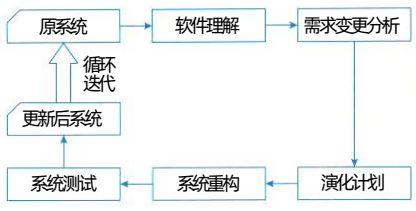 原系统
软件理解
需求变更分析
循环
迭代
更新后系统
系统测试
系统重构
演化计划